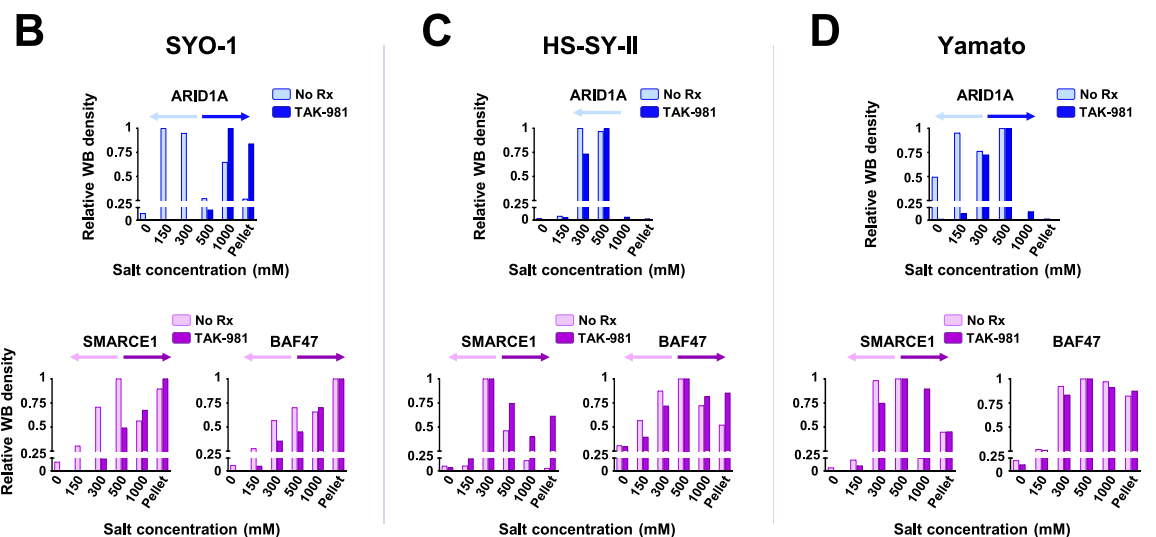 B
SYO-1
ARID1A
No Rx
TAK-981
Relative WB density
1
0.75
0.5
0.25
0
0
150
300
500
1000
Pellet
Salt concentration (mM)
No Rx
TAK-981
SMARCE1
BAF47
Relative WB density
1
0.75
0.5
0.25
0
0
150
300
500
1000
Pellet
1
0.75
0.5
0.25
0
0
150
300
500
1000
Pellet
Salt concentration (mM)
C
HS-SY-II
ARID1A
No Rx
TAK-981
Relative WB density
1
0.75
0.5
0.25
0
0
150
300
500
1000
Pellet
Salt concentration (mM)
No Rx
TAK-981
SMARCE1
BAF47
1
0.75
0.5
0.25
0
0
150
300
500
1000
Pellet
1
0.75
0.5
0.25
0
0
150
300
500
1000
Pellet
Salt concentration (mM)
D
Yamato
ARID1A
No Rx
TAK-981
Relative WB density
1
0.75
0.5
0.25
0
0
150
300
500
1000
Pellet
Salt concentration (mM)
No Rx
TAK-981
SMARCE1
BAF47
1
0.75
0.5
0.25
0
0
150
300
500
1000
Pellet
1
0.75
0.5
0.25
0
0
150
300
500
1000
Pellet
Salt concentration (mM)